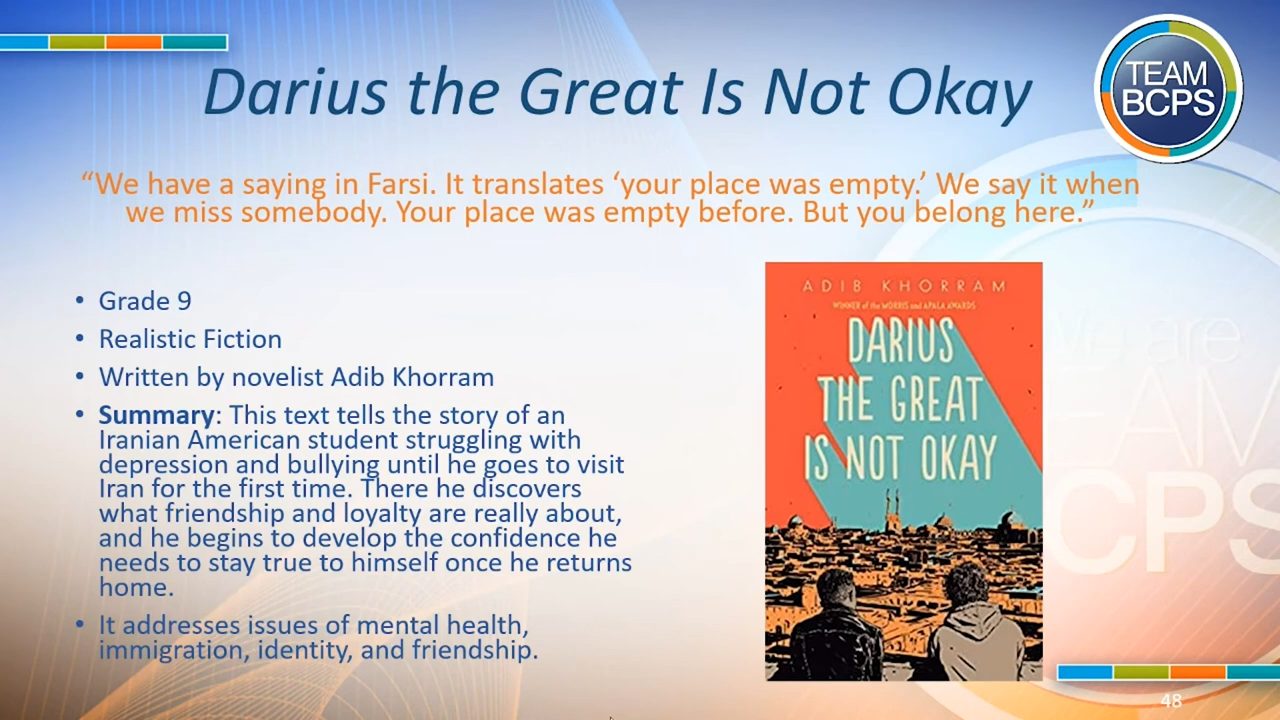 Darius the Great Is Not Okay
TEAM
BCPS
“We have a saying in Farsi. It translates ‘your place was empty.’ We say it when
we miss somebody. Your place was empty before. But you belong here.”
• Grade 9
• Realistic Fiction
• Written by novelist Adib Khorram
• Summary: This text tells the story of an
Iranian American student struggling with
depression and bullying until he goes to visit
Iran for the first time. There he discovers
what friendship and loyalty are really about,
and he begins to develop the confidence he
needs to stay true to himself once he returns
home.
• It addresses issues of mental health,
immigration, identity, and friendship.
ADIB KHORRAM
WINNER of the MORRIS and APALA AWARDS
DARIUS
THE GREAT
IS NOT OKAY
we are
TEAM
BCPS
48